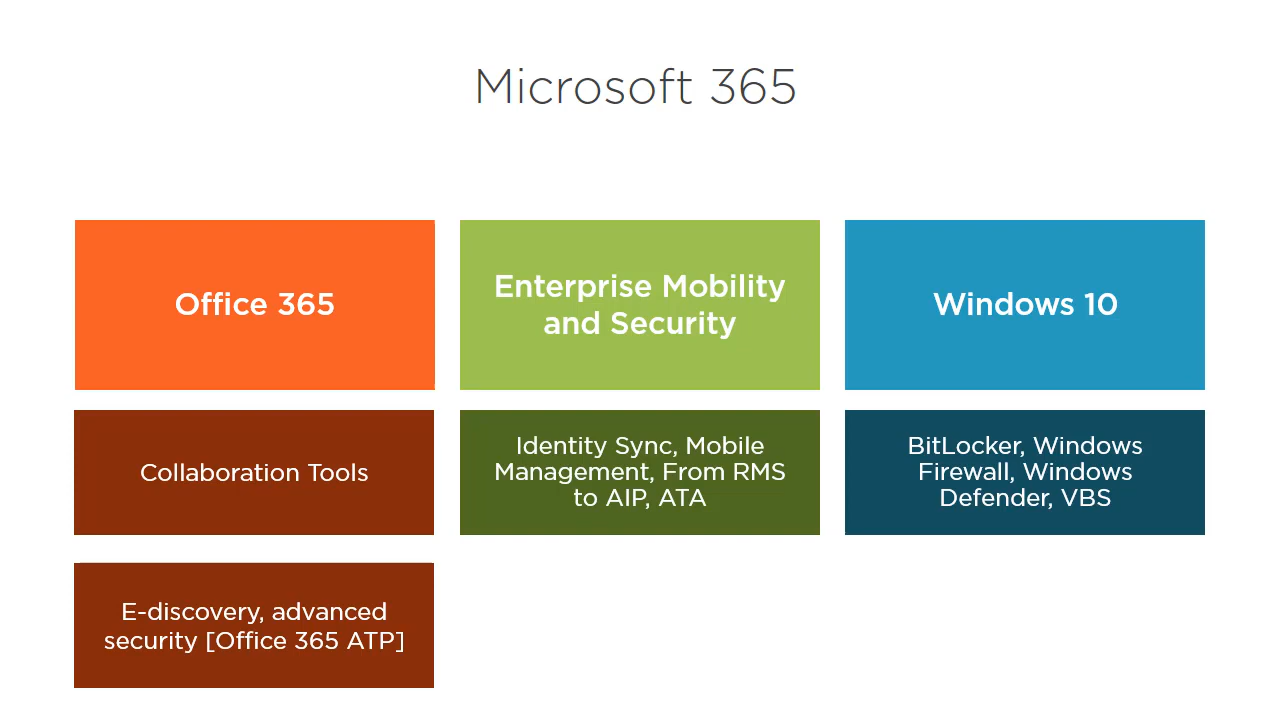 Microsoft 365
Office 365
Enterprise Mobility
and Security
Windows 10
Collaboration Tools
Identity Sync, Mobile
Management, From RMS
to AIP, ATA
BitLocker, Windows
Firewall, Windows
Defender, VBS
E-discovery, advanced
security [Office 365 ATP]